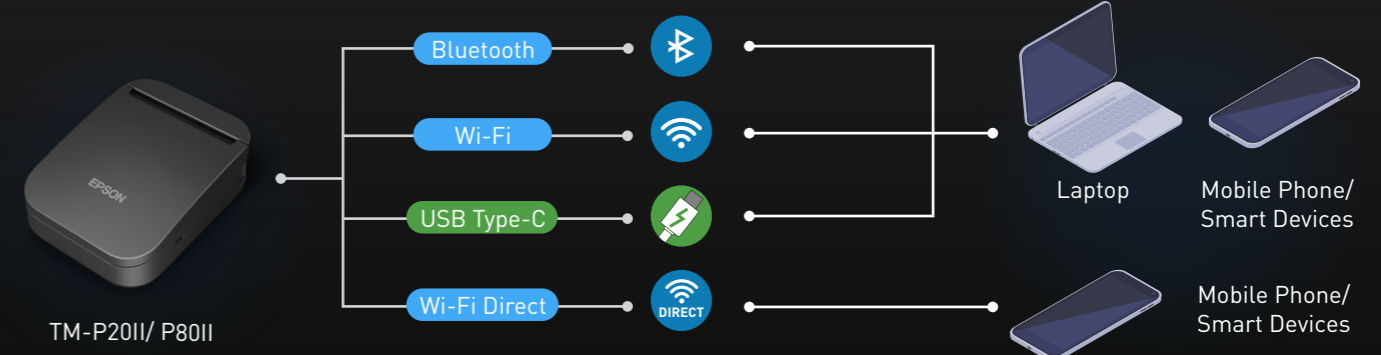 Bluetooth
Wi-Fi
USB Type-C
Wi-Fi Direct
DIRECT
EPSON
TM-P20II/ P80II
Laptop
Mobile Phone/
Smart Devices
Mobile Phone/
Smart Devices